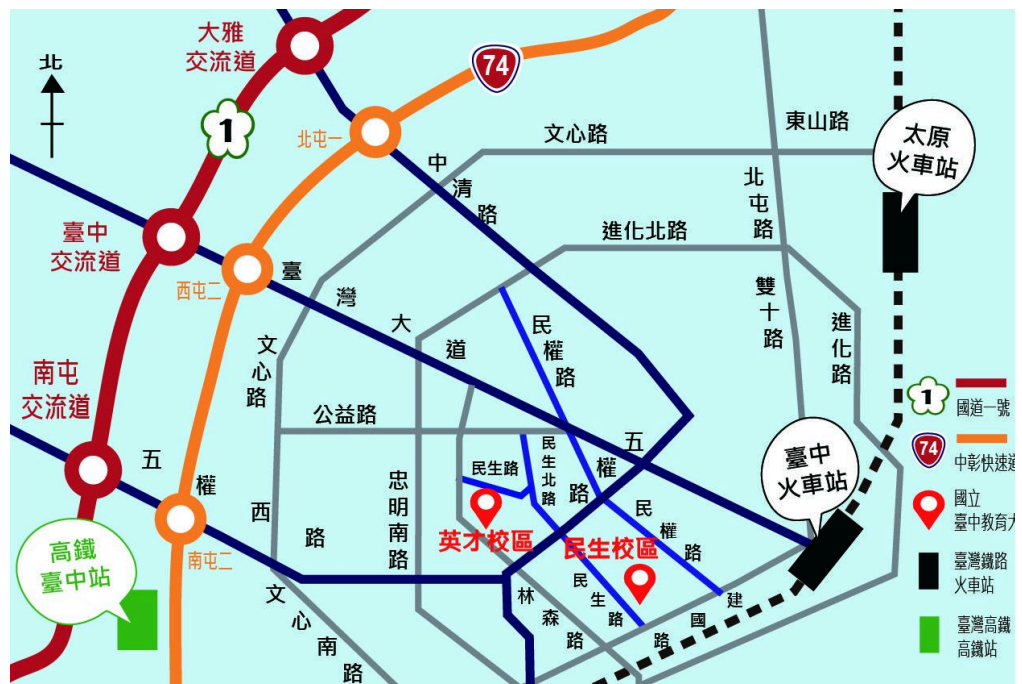 大雅
交流道
北
74
1
北屯一
文心路
東山路
太原
火車站
中清路
北屯路
進化北路
臺中
交流道
西屯二
臺灣大道
雙十路
進化路
民權路
文心路
南屯
交流道
公益路
1
國道一號
74
中彰快速道
五權西路
忠明南路
民生路
民生北路
五權路
臺中
火車站
國立
臺中教育大
英才校區
民生校區
民權路
高鐵
臺中站
南屯二
文心南路
林森路
民生路
建國路
臺灣鐵路
火車站
臺灣高鐵
高鐵站